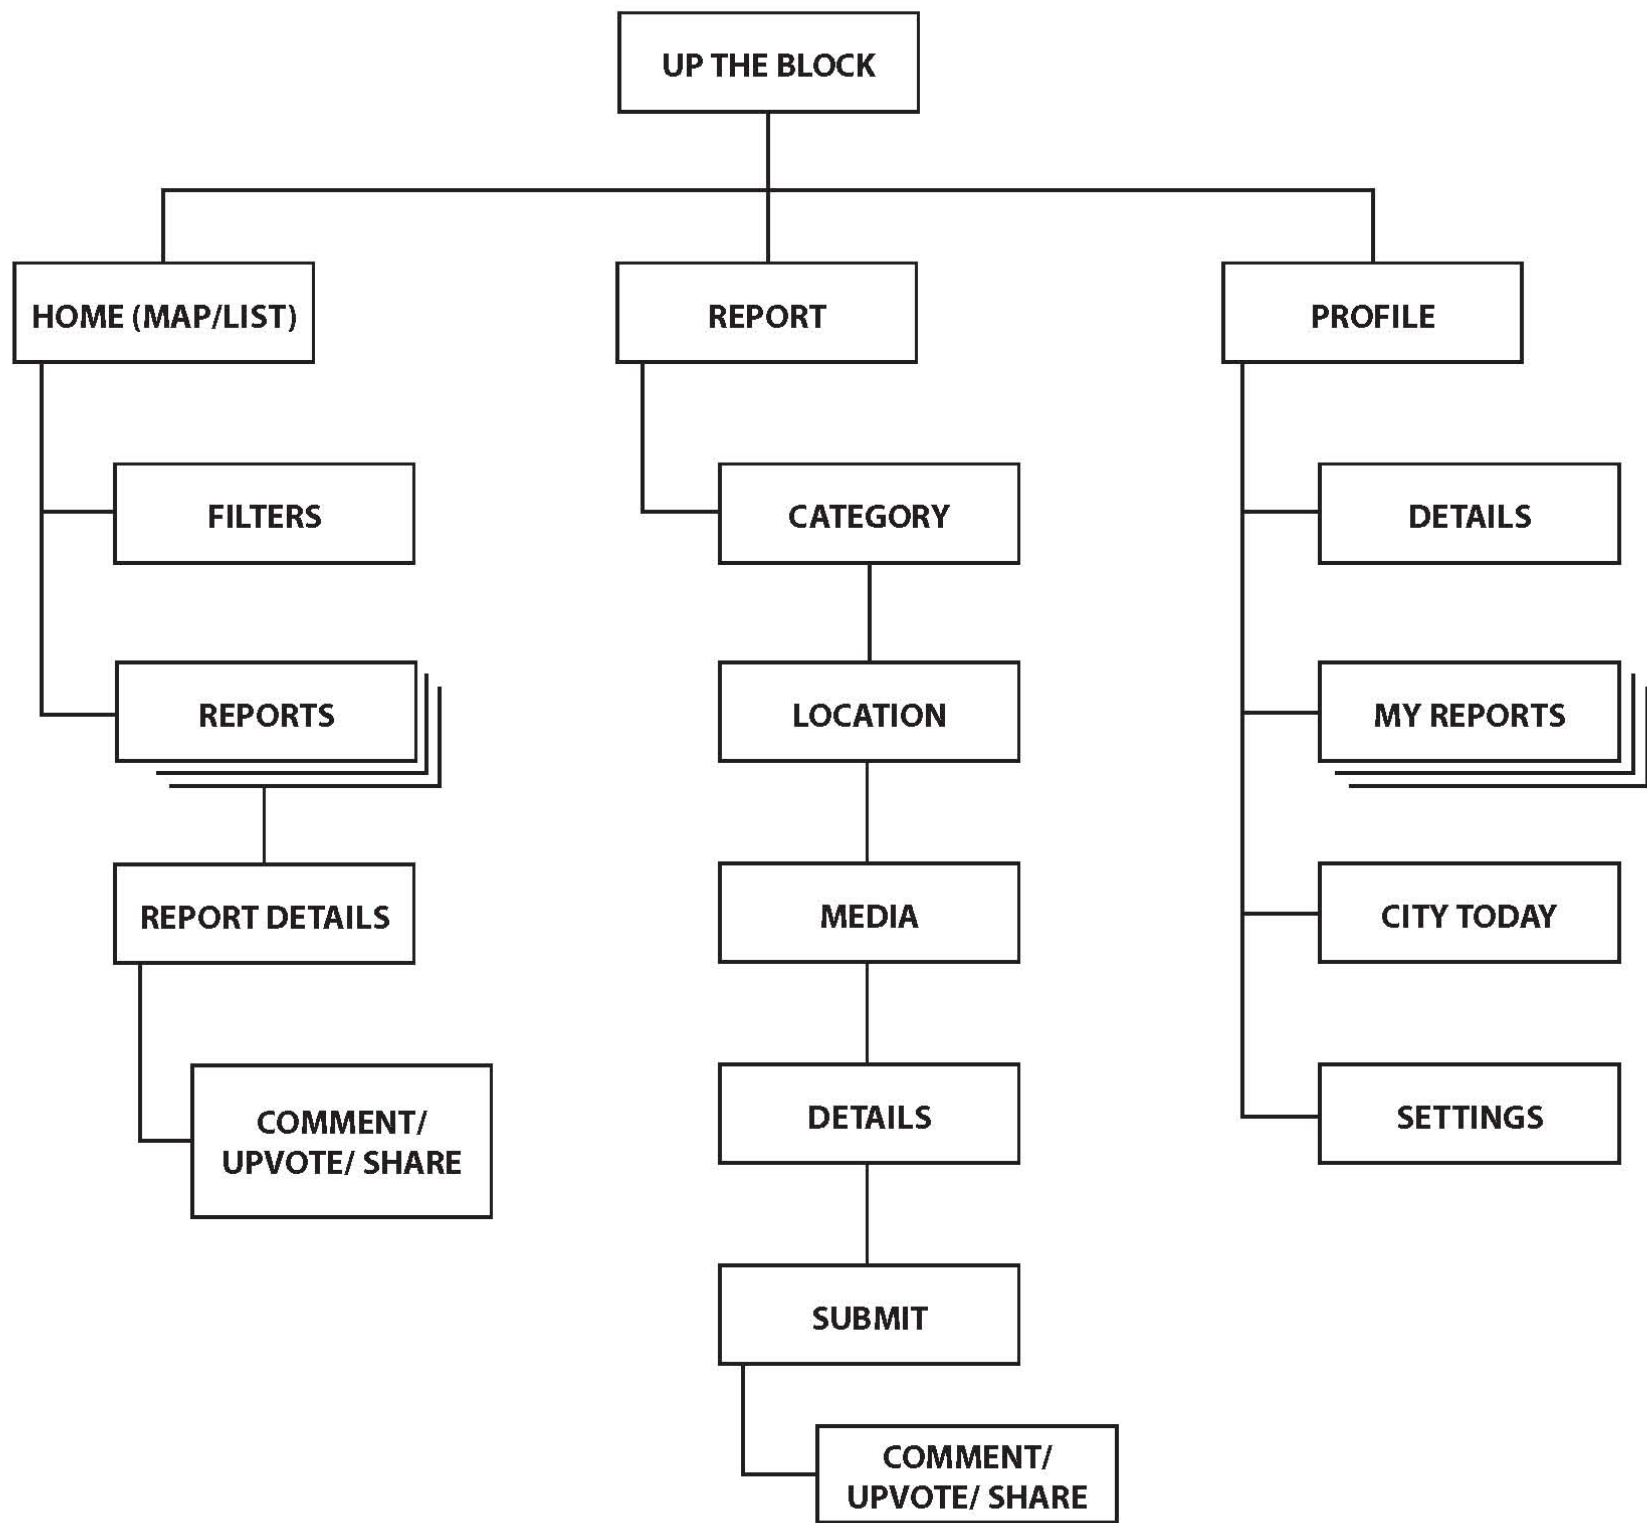 UP THE BLOCK
HOME (MAP/LIST)
REPORT
PROFILE
FILTERS
CATEGORY
DETAILS
REPORTS
LOCATION
MY REPORTS
REPORT DETAILS
MEDIA
CITY TODAY
COMMENT/
UPVOTE/ SHARE
DETAILS
SETTINGS
SUBMIT
COMMENT/
UPVOTE/ SHARE